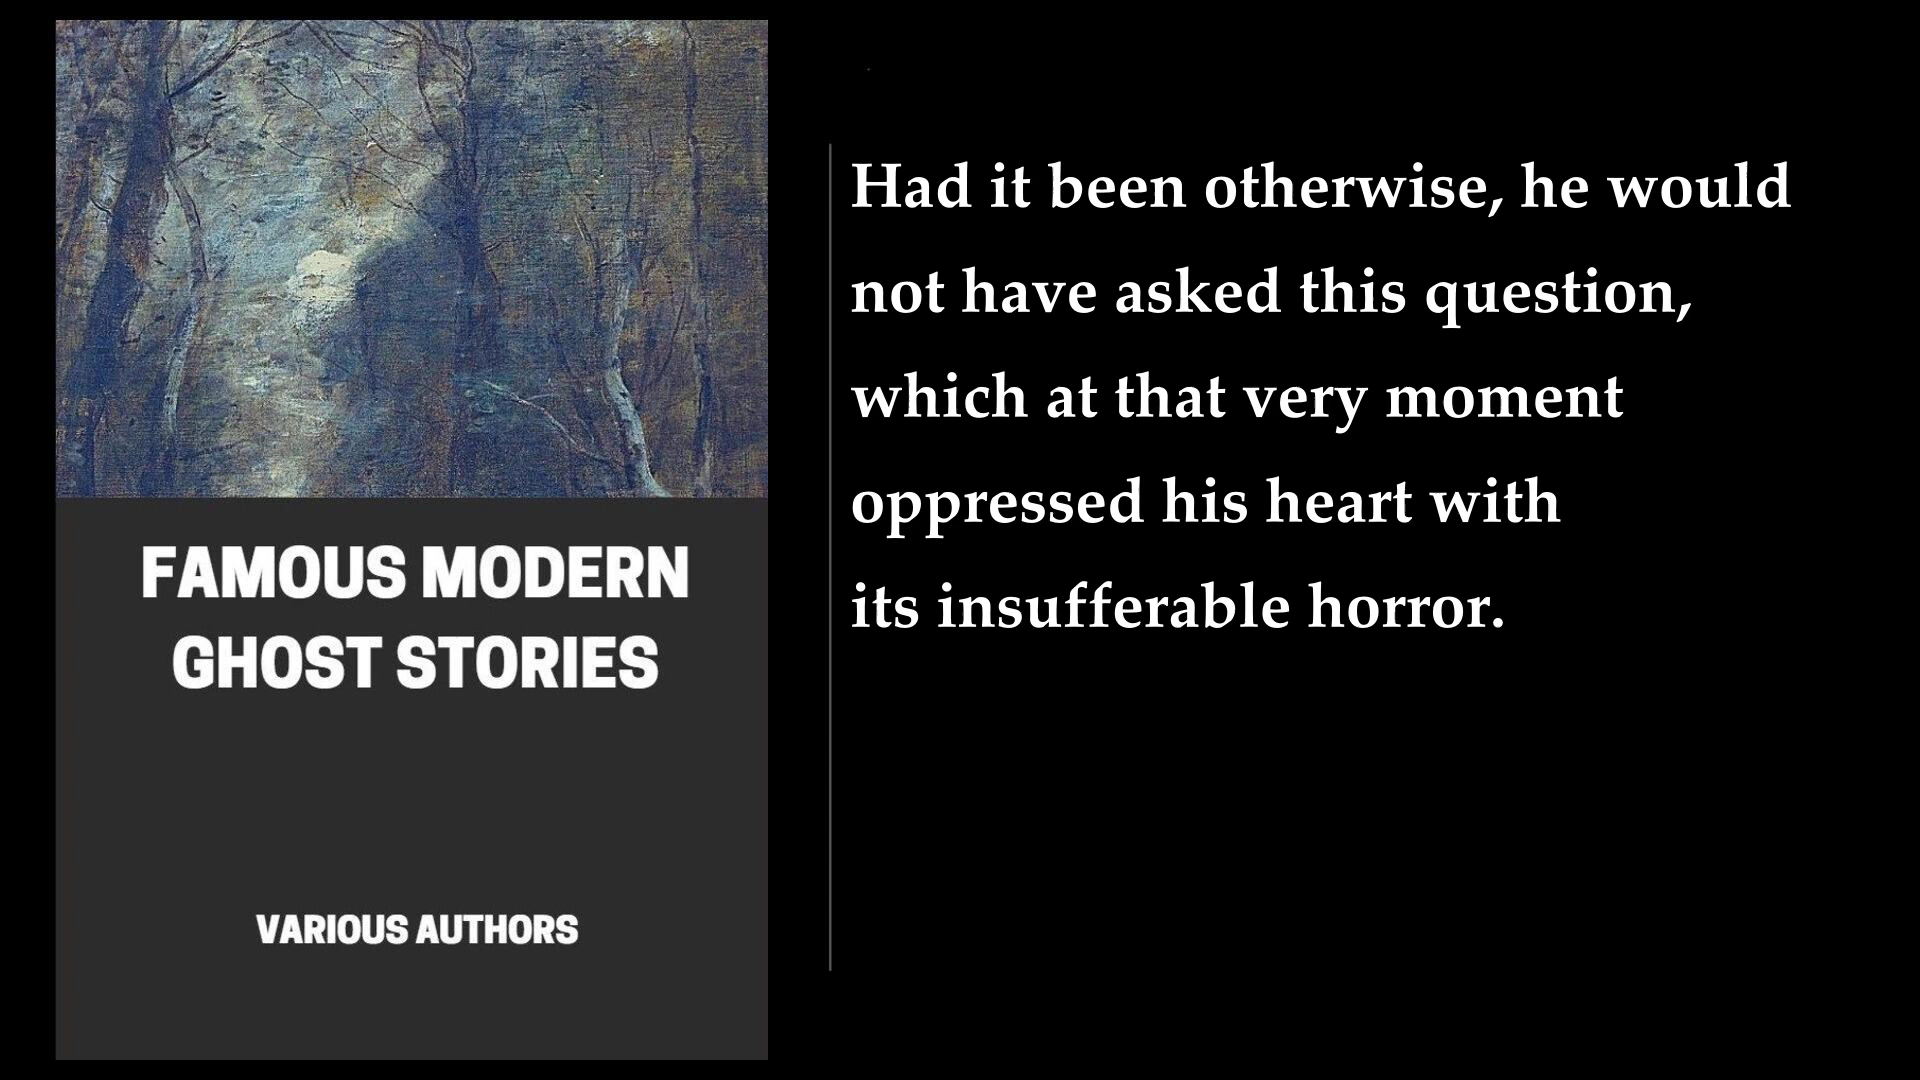 FAMOUS MODERN
GHOST STORIES
VARIOUS AUTHORS
Had it been otherwise, he would
not have asked this question,
which at that very moment
oppressed his heart with
its insufferable horror.